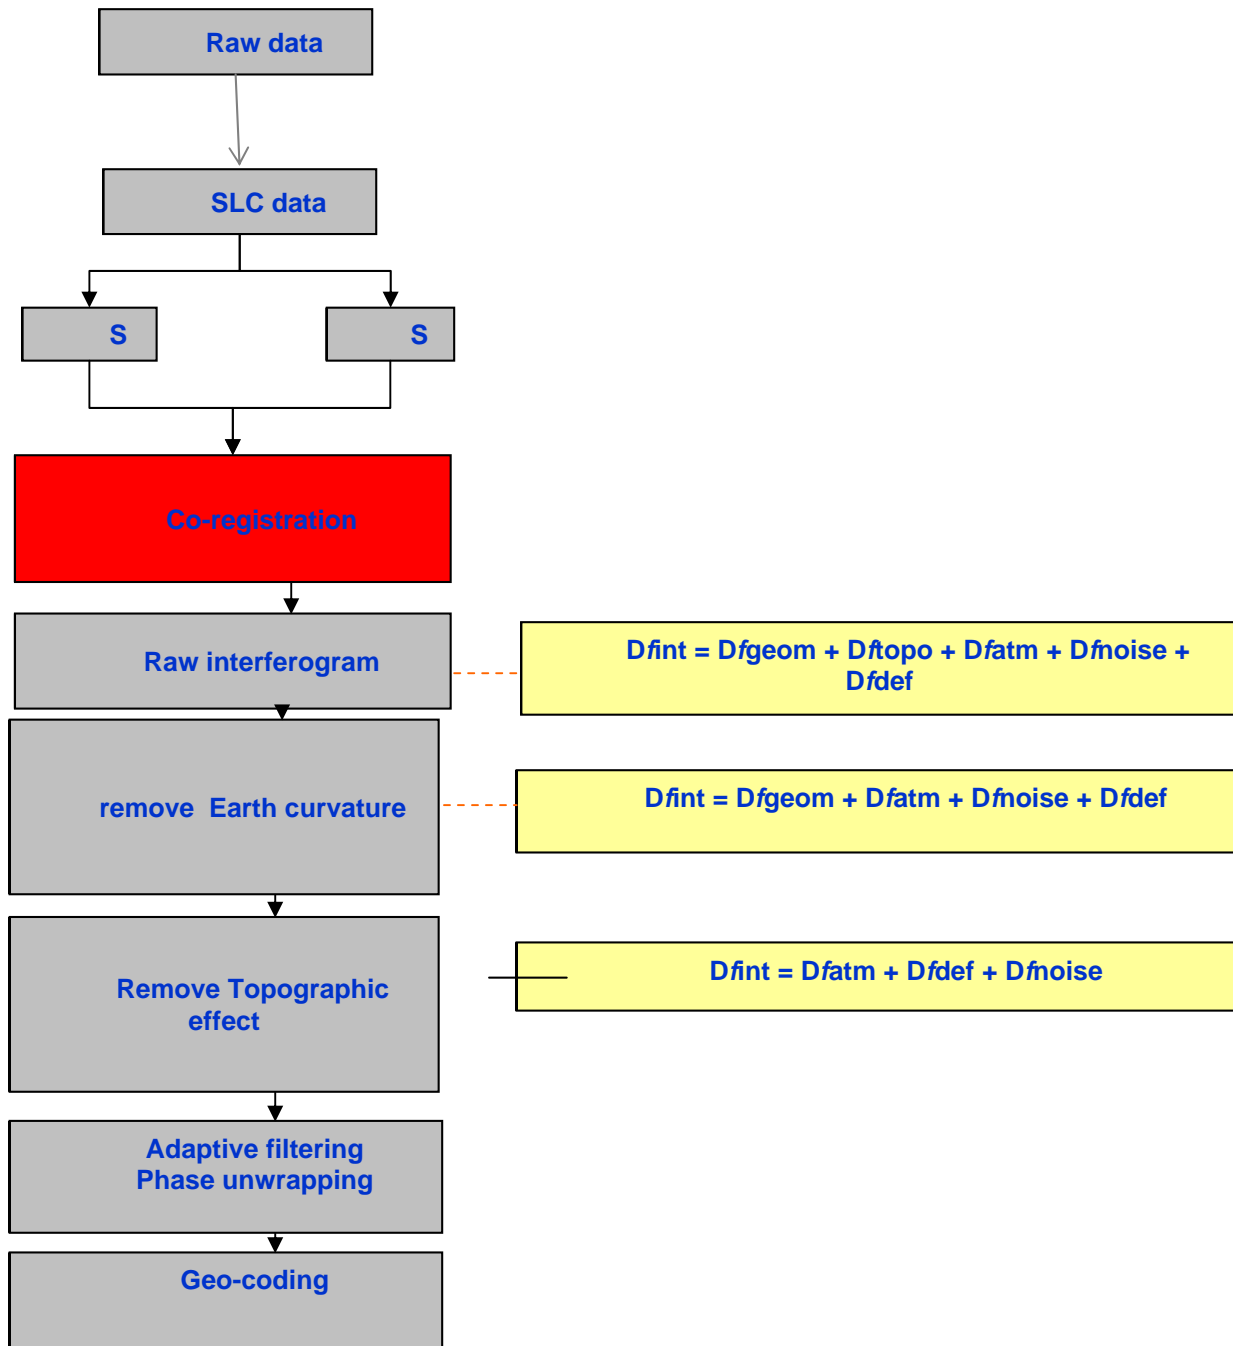 Raw data
SLC data
S
S
Co-registration
Raw interferogram
Dfint = Dfgeom + Dftopo + Dfatm + Dfnoise +
Dfdef
remove Earth curvature
Dfint = Dfgeom + Dfatm + Dfnoise + Dfdef
Remove Topographic
effect
Dfint = Dfatm + Dfdef + Dfnoise
Adaptive filtering
Phase unwrapping
Geo-coding